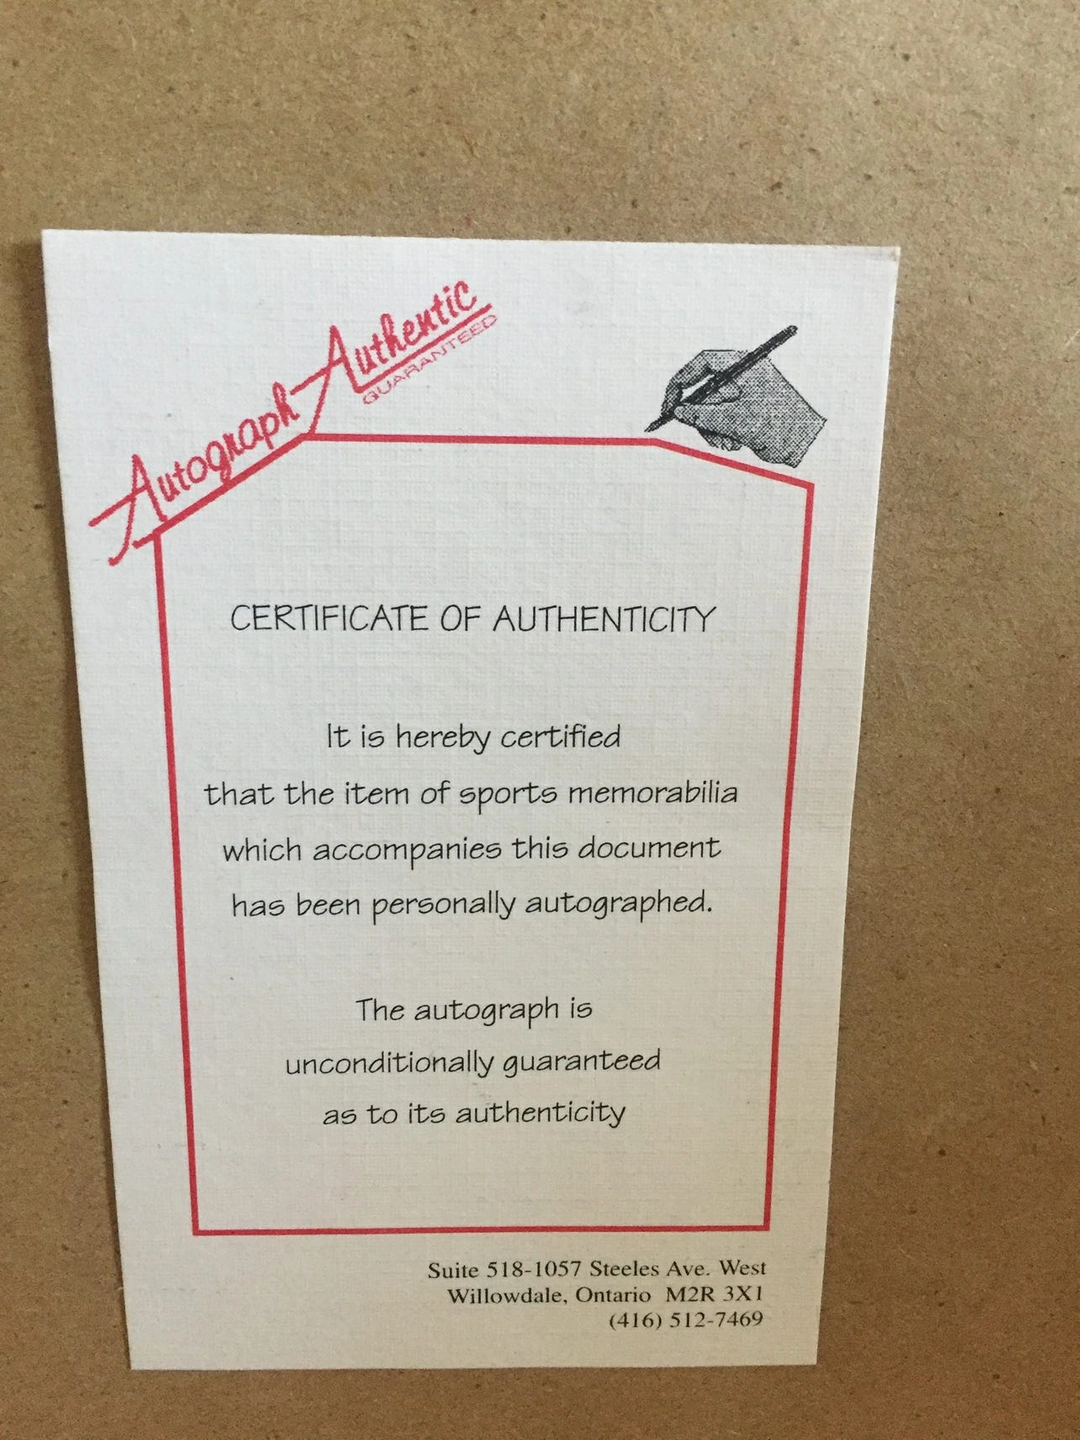 Autograph Authentic
GUARANTEED
CERTIFICATE OF AUTHENTICITY
It is hereby certified
that the item of sports memorabilia
which accompanies this document
has been personally autographed.
The autograph is
unconditionally guaranteed
as to its authenticity
Suite 518-1057 Steeles Ave. West
Willowdale, Ontario M2R 3X1
(416) 512-7469